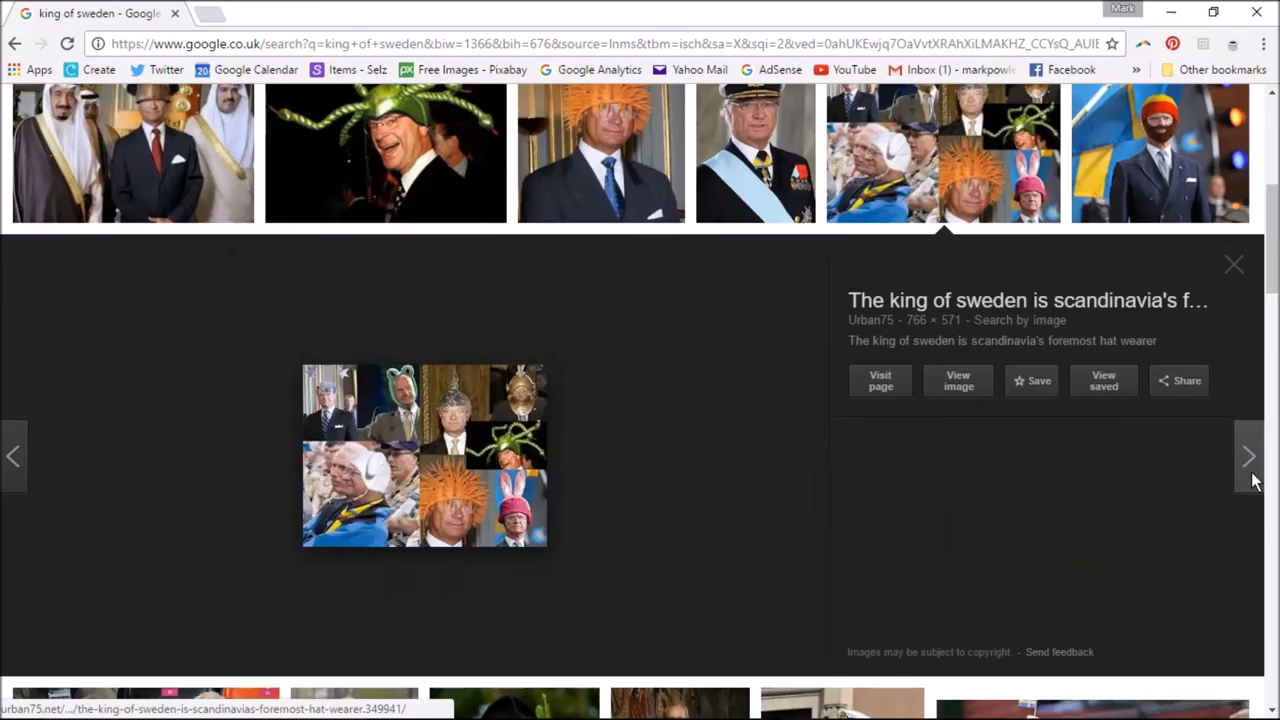 king of sweden - Google
Mark
https://www.google.co.uk/search?q=king+of+sweden&biw=1366&bih=676&source=lnms&tbm=isch&sa=X&sqi=2&ved=0ahUKEwjq7OaVvtXRAhXiLMAKHZ_CCYsQ_AUIE
Apps Create Twitter 20 Google Calendar S Items - Selz px Free Images - Pixabay Google Analytics Yahoo Mail AdSense YouTube Inbox (1) - markpowle Facebook » Other bookmarks
The king of sweden is scandinavia's f...
Urban75 - 766 × 571 - Search by image
The king of sweden is scandinavia's foremost hat wearer
Visit page
View image
Save
View saved
Share
Images may be subject to copyright. - Send feedback
urban75.net/.../the-king-of-sweden-is-scandinavias-foremost-hat-wearer.349941/